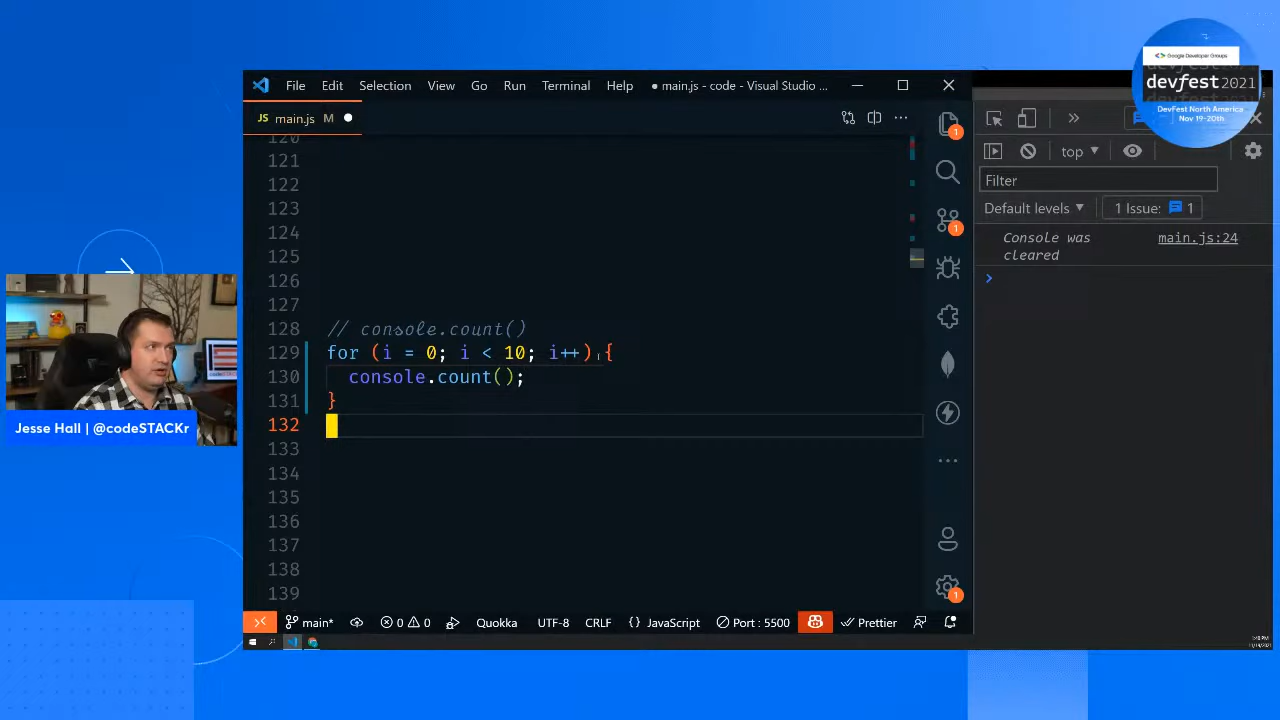 Google Developer Groups
devfest 2021
DevFest North America
Nov 19-20th
File Edit Selection View Go Run Terminal Help
● main.js - code - Visual Studio ...
JS main.js M
top
Filter
Default levels
1 Issue: 1
Console was cleared
main.js:24
120
121
122
123
124
125
126
127
128 // console.count()
129 for (i = 0; i < 10; i++) {
130 console.count();
131 }
132
133
134
135
136
137
138
139
1
1
1
Jesse Hall | @codeSTACKr
main* 0 0 Quokka UTF-8 CRLF {} JavaScript Port : 5500 Prettier